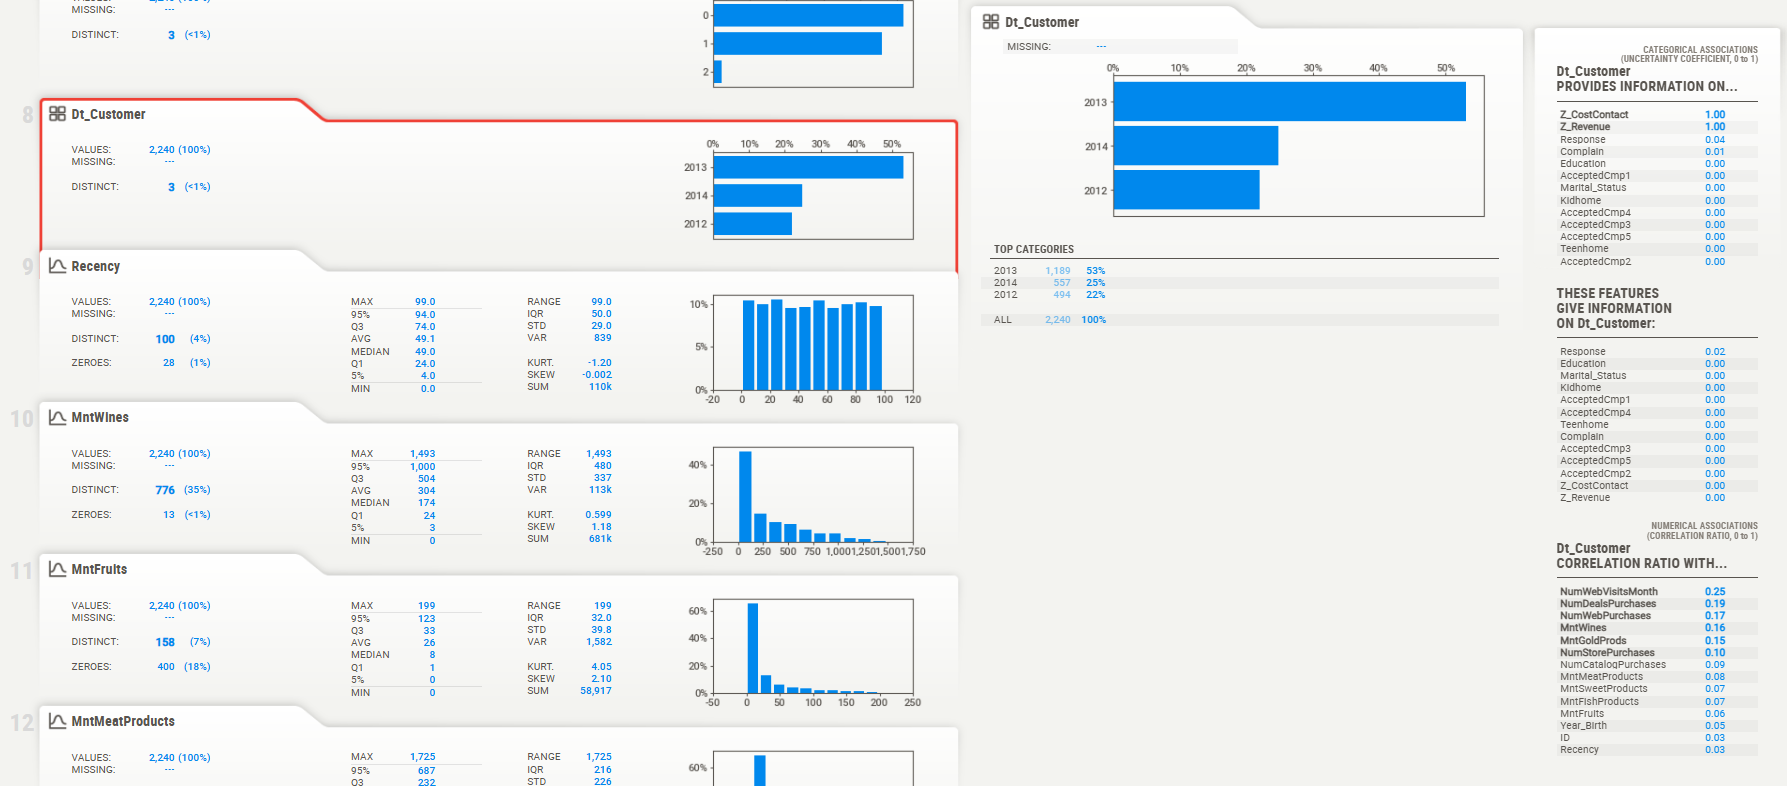 MISSING: ---
DISTINCT: 3 (<1%)
0
1
2
8
Dt_Customer
VALUES: 2,240 (100%)
MISSING: ---
DISTINCT: 3 (<1%)
0% 10% 20% 30% 40% 50%
2013
2014
2012
9
Recency
VALUES: 2,240 (100%)
MISSING: ---
DISTINCT: 100 (4%)
ZEROES: 28 (1%)
MAX 99.0
95% 94.0
Q3 74.0
AVG 49.1
MEDIAN 49.0
Q1 24.0
5% 4.0
MIN 0.0
RANGE 99.0
IQR 50.0
STD 29.0
VAR 839
KURT. -1.20
SKEW -0.002
SUM 110k
10%
5%
0%
-20 0 20 40 60 80 100 120
10
MntWines
VALUES: 2,240 (100%)
MISSING: ---
DISTINCT: 776 (35%)
ZEROES: 13 (<1%)
MAX 1,493
95% 1,000
Q3 504
AVG 304
MEDIAN 174
Q1 24
5% 3
MIN 0
RANGE 1,493
IQR 480
STD 337
VAR 113k
KURT. 0.599
SKEW 1.18
SUM 681k
40%
20%
0%
-250 0 250 500 750 1,000 1,250 1,500 1,750
11
MntFruits
VALUES: 2,240 (100%)
MISSING: ---
DISTINCT: 158 (7%)
ZEROES: 400 (18%)
MAX 199
95% 123
Q3 33
AVG 26
MEDIAN 8
Q1 1
5% 0
MIN 0
RANGE 199
IQR 32.0
STD 39.8
VAR 1,582
KURT. 4.05
SKEW 2.10
SUM 58,917
60%
40%
20%
0%
-50 0 50 100 150 200 250
12
MntMeatProducts
VALUES: 2,240 (100%)
MISSING: ---
MAX 1,725
95% 687
Q3 232
RANGE 1,725
IQR 216
STD 226
60%
Dt_Customer
MISSING: ---
0% 10% 20% 30% 40% 50%
2013
2014
2012
TOP CATEGORIES
2013 1,189 53%
2014 557 25%
2012 494 22%
ALL 2,240 100%
CATEGORICAL ASSOCIATIONS
(UNCERTAINTY COEFFICIENT, 0 to 1)
Dt_Customer
PROVIDES INFORMATION ON...
Z_CostContact 1.00
Z_Revenue 1.00
Response 0.04
Complain 0.01
Education 0.00
AcceptedCmp1 0.00
Marital_Status 0.00
Kidhome 0.00
AcceptedCmp4 0.00
AcceptedCmp3 0.00
AcceptedCmp5 0.00
Teenhome 0.00
AcceptedCmp2 0.00
THESE FEATURES
GIVE INFORMATION
ON Dt_Customer:
Response 0.02
Education 0.00
Marital_Status 0.00
Kidhome 0.00
AcceptedCmp1 0.00
AcceptedCmp4 0.00
Teenhome 0.00
Complain 0.00
AcceptedCmp3 0.00
AcceptedCmp5 0.00
AcceptedCmp2 0.00
Z_CostContact 0.00
Z_Revenue 0.00
NUMERICAL ASSOCIATIONS
(CORRELATION RATIO, 0 to 1)
Dt_Customer
CORRELATION RATIO WITH...
NumWebVisitsMonth 0.25
NumDealsPurchases 0.19
NumWebPurchases 0.17
MntWines 0.16
MntGoldProds 0.15
NumStorePurchases 0.10
NumCatalogPurchases 0.09
MntMeatProducts 0.08
MntSweetProducts 0.07
MntFishProducts 0.07
MntFruits 0.06
Year_Birth 0.05
ID 0.03
Recency 0.03